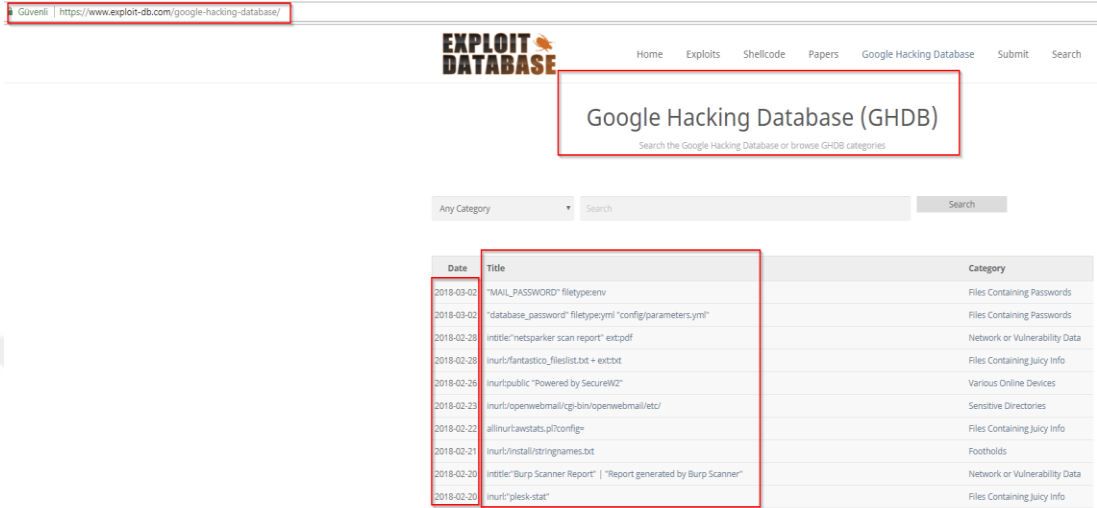 Güvenli | https://www.exploit-db.com/google-hacking-database/
EXPLOIT DATABASE
Home Exploits Shellcode Papers Google Hacking Database Submit Search
Google Hacking Database (GHDB)
Search the Google Hacking Database or browse GHDB categories
Any Category Search Search
Date Title Category
2018-03-02 "MAIL_PASSWORD" filetype:env Files Containing Passwords
2018-03-02 "database_password" filetype:yml "config/parameters.yml" Files Containing Passwords
2018-02-28 intitle:"netsparker scan report" ext:pdf Network or Vulnerability Data
2018-02-28 inurl:/fantastico_fileslist.txt + ext:txt Files Containing Juicy Info
2018-02-26 inurl:public "Powered by SecureW2" Various Online Devices
2018-02-23 inurl:/openwebmail/cgi-bin/openwebmail/etc/ Sensitive Directories
2018-02-22 allinurl:awstats.pl?config= Files Containing Juicy Info
2018-02-21 inurl:/install/stringnames.txt Footholds
2018-02-20 intitle:"Burp Scanner Report" | "Report generated by Burp Scanner" Network or Vulnerability Data
2018-02-20 inurl:"plesk-stat" Files Containing Juicy Info